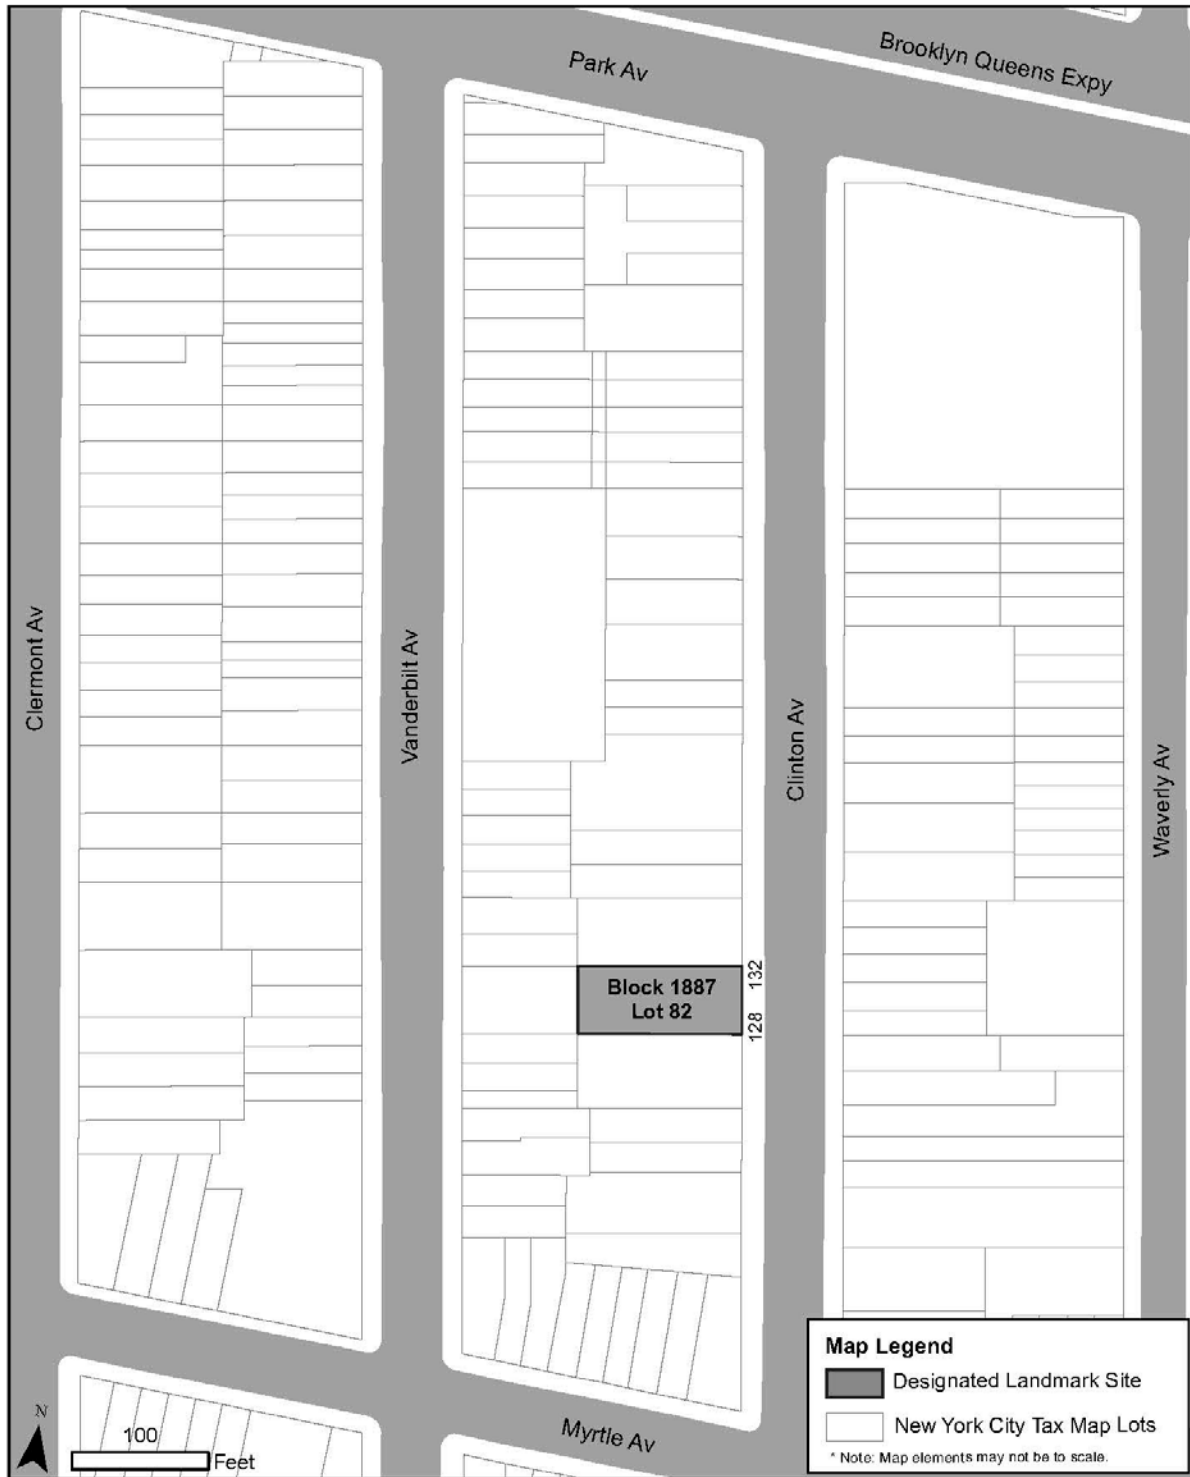 Brooklyn Queens Expy
Park Av
Clermont Av
Vanderbilt Av
Clinton Av
Waverly Av
Block 1887
Lot 82
132
128
Myrtle Av
N
100
Feet
Map Legend
Designated Landmark Site
New York City Tax Map Lots
* Note: Map elements may not be to scale.